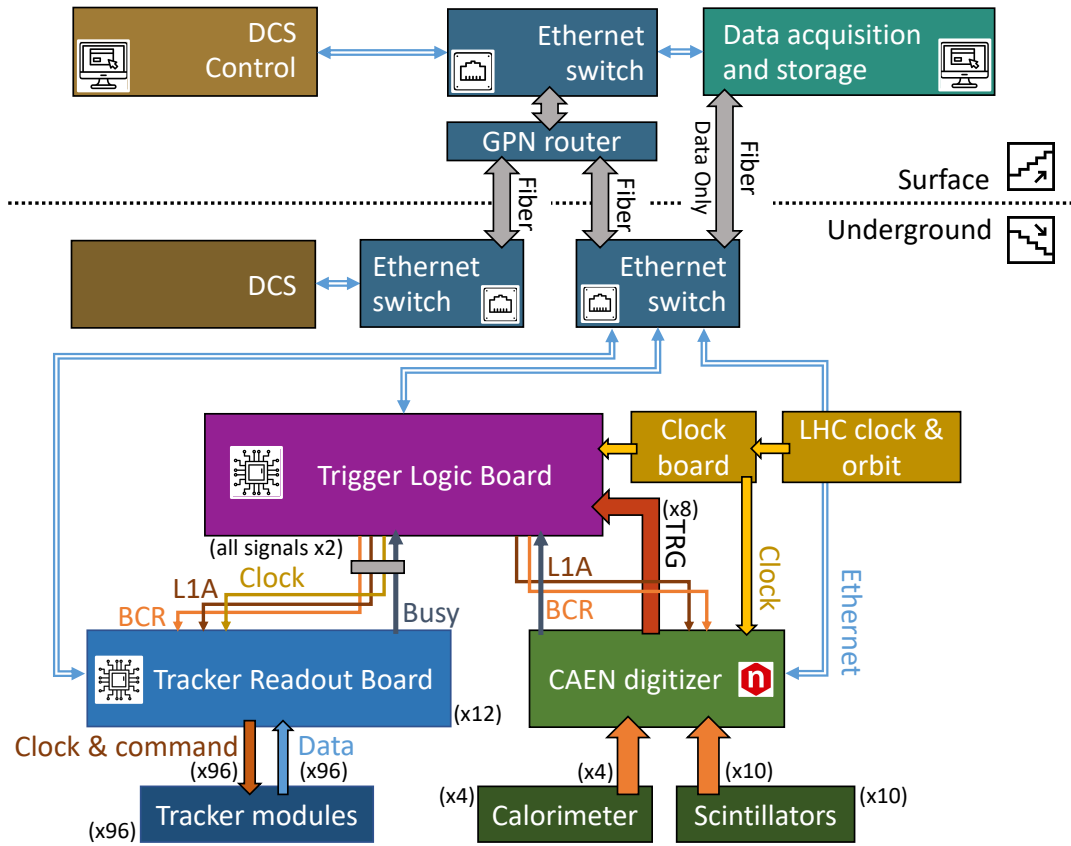 DCS
Control
Ethernet
switch
Data acquisition
and storage
GPN router
Fiber
Fiber
Fiber
Data Only
Surface
Underground
DCS
Ethernet
switch
Ethernet
switch
Trigger Logic Board
Clock
board
LHC clock &
orbit
(all signals x2)
(x8)
TRG
Clock
L1A
BCR
Busy
L1A
BCR
Clock
Ethernet
Tracker Readout Board
(x12)
CAEN digitizer
n
Clock & command
(x96)
Data
(x96)
(x4)
(x10)
(x96)
Tracker modules
(x4)
Calorimeter
Scintillators
(x10)